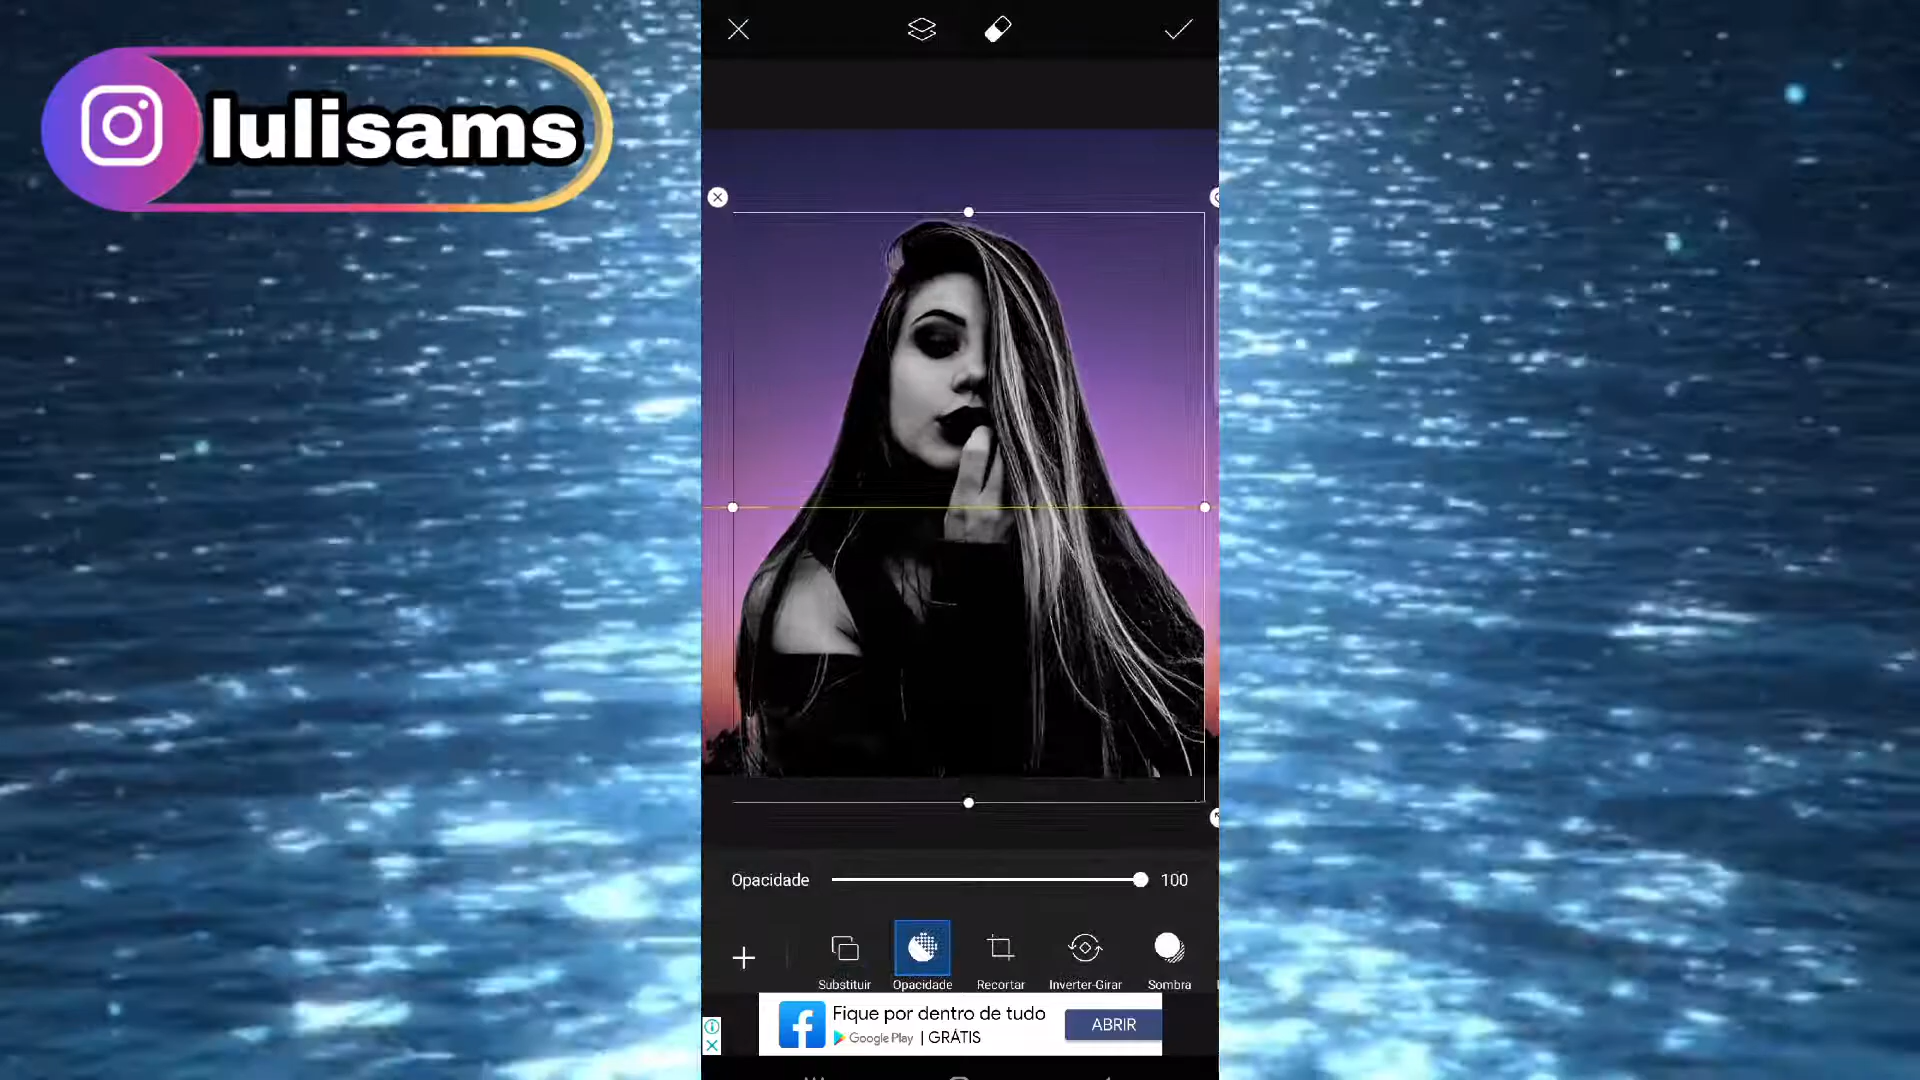 lulisams
Opacidade 100
Substituir Opacidade Recortar Inverter-Girar Sombra
Fique por dentro de tudo
Google Play | GRÁTIS
ABRIR